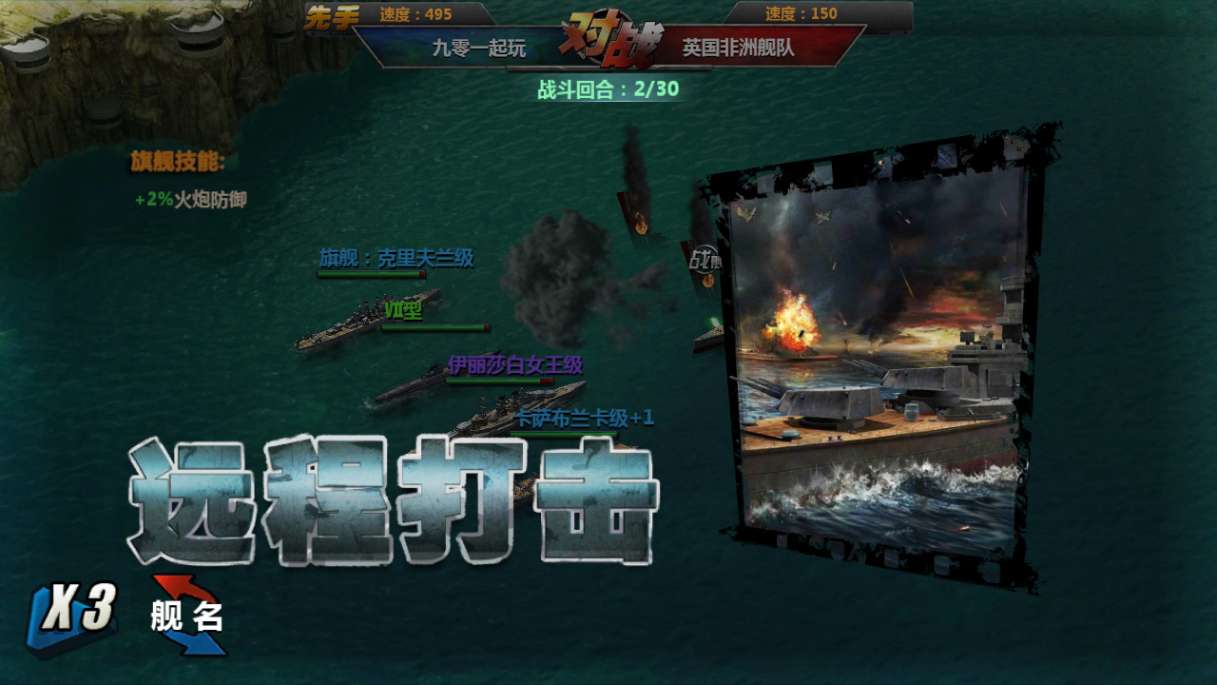 先手 速度：495
速度：150
九零一起玩 对战 英国非洲舰队
战斗回合：2/30
旗舰技能:
+2%火炮防御
旗舰：克里夫兰级
战舰
VII型
伊丽莎白女王级
卡萨布兰卡级+1
远程打击
X3
舰名